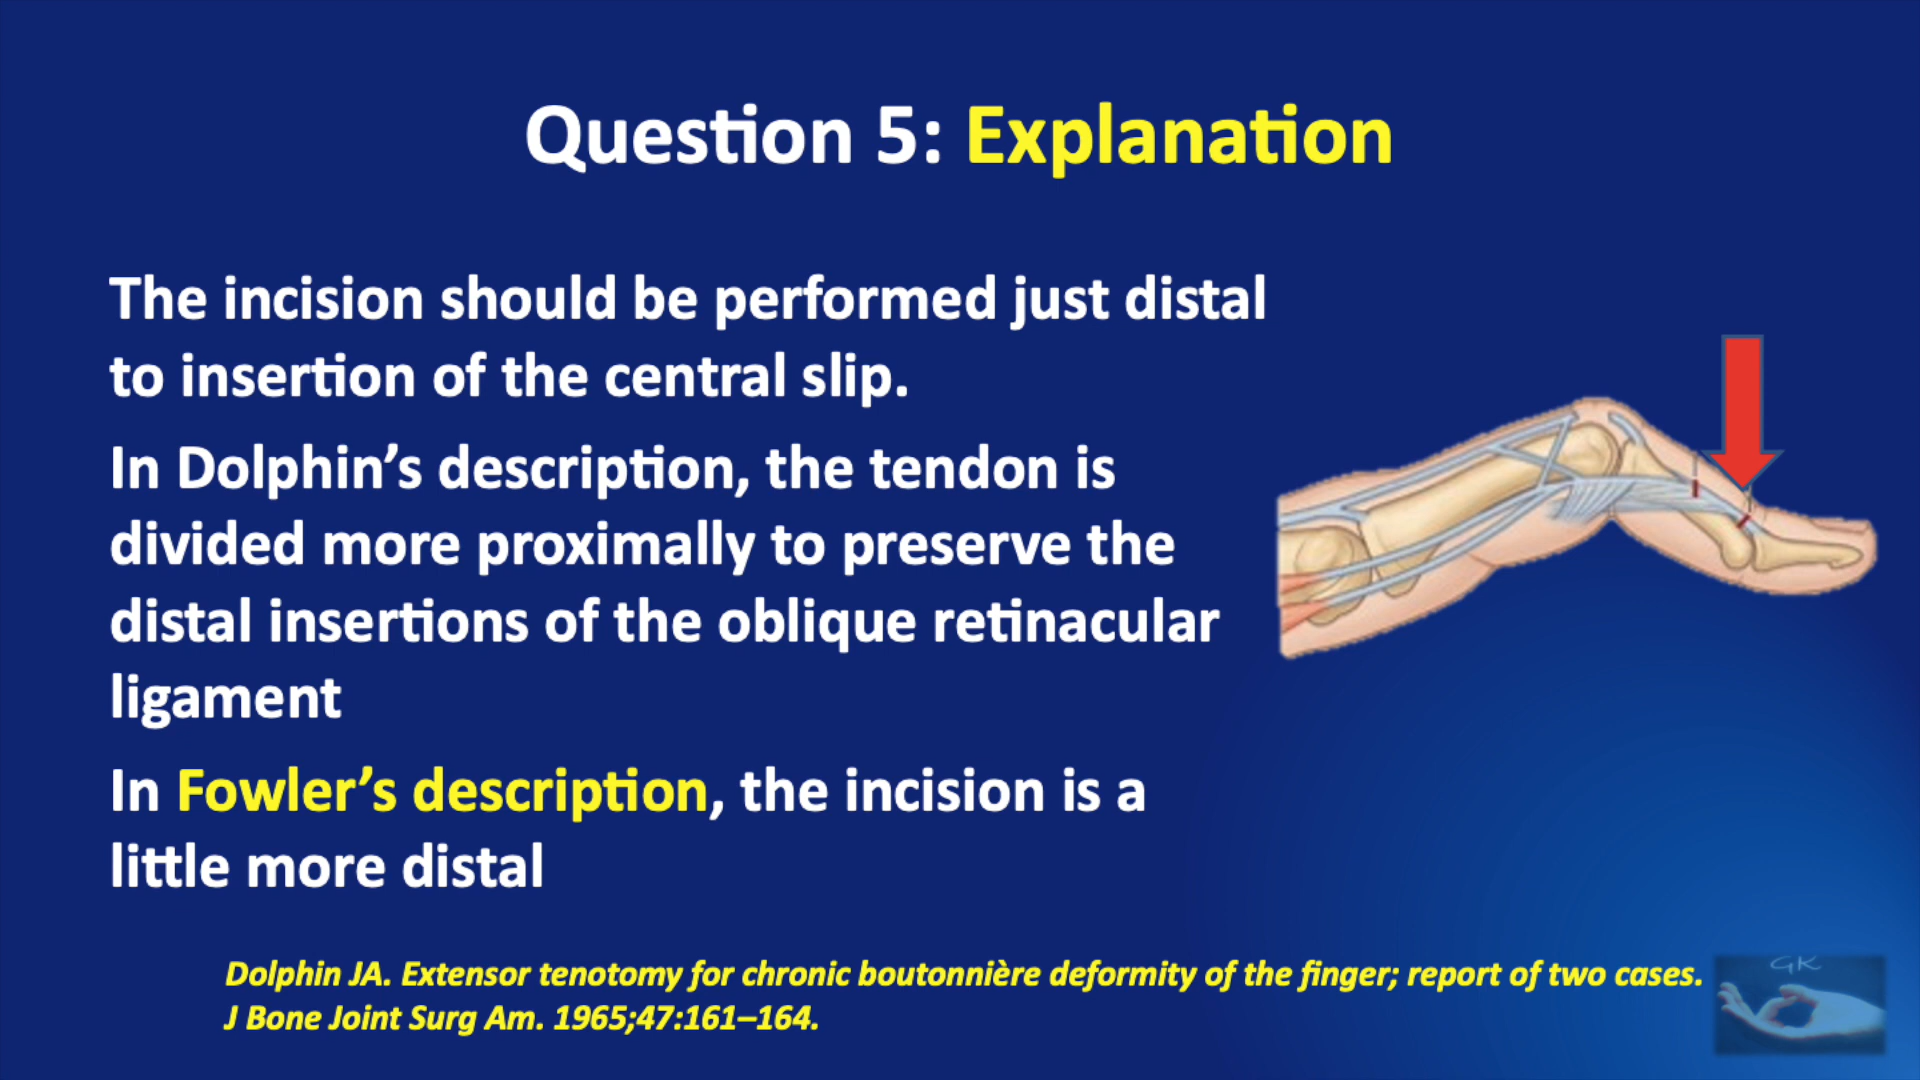 Question 5: Explanation
The incision should be performed just distal
to insertion of the central slip.
In Dolphin’s description, the tendon is
divided more proximally to preserve the
distal insertions of the oblique retinacular
ligament
In Fowler’s description, the incision is a
little more distal
Dolphin JA. Extensor tenotomy for chronic boutonnière deformity of the finger; report of two cases.
J Bone Joint Surg Am. 1965;47:161–164.
GK